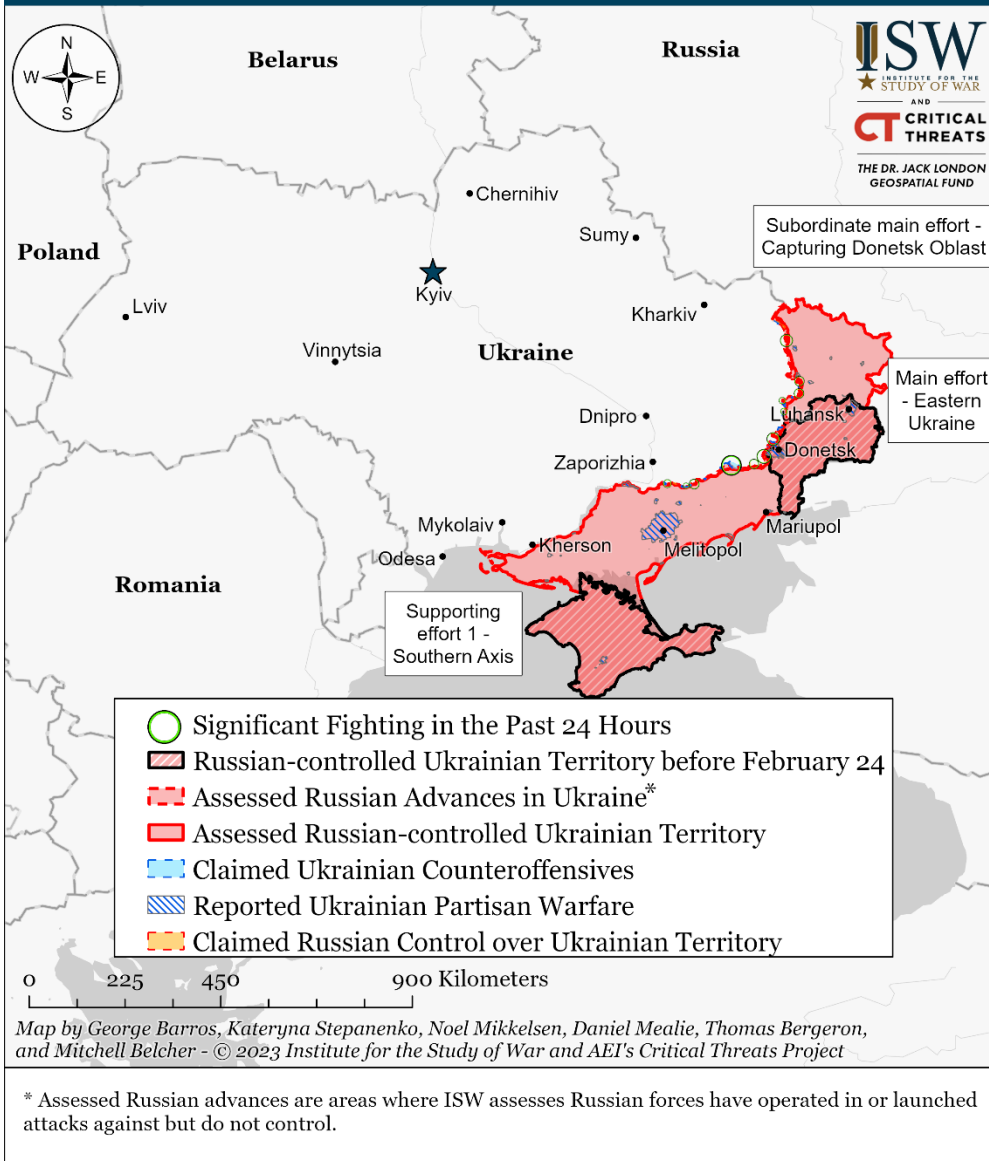 N
W E
S
Belarus
Russia
ISW
INSTITUTE FOR THE
STUDY OF WAR
AND
CT CRITICAL
THREATS
THE DR. JACK LONDON
GEOSPATIAL FUND
Chernihiv
Subordinate main effort -
Capturing Donetsk Oblast
Sumy
Poland
Kyiv
Lviv
Kharkiv
Vinnytsia
Ukraine
Main effort
- Eastern
Ukraine
Luhansk
Dnipro
Donetsk
Zaporizhia
Mykolaiv
Mariupol
Kherson
Melitopol
Odesa
Romania
Supporting
effort 1 -
Southern Axis
Significant Fighting in the Past 24 Hours
Russian-controlled Ukrainian Territory before February 24
Assessed Russian Advances in Ukraine*
Assessed Russian-controlled Ukrainian Territory
Claimed Ukrainian Counteroffensives
Reported Ukrainian Partisan Warfare
Claimed Russian Control over Ukrainian Territory
0 225 450 900 Kilometers
Map by George Barros, Kateryna Stepanenko, Noel Mikkelsen, Daniel Mealie, Thomas Bergeron,
and Mitchell Belcher - © 2023 Institute for the Study of War and AEI's Critical Threats Project
* Assessed Russian advances are areas where ISW assesses Russian forces have operated in or launched
attacks against but do not control.